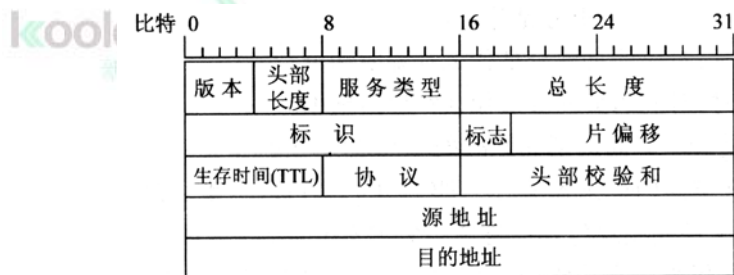 kool
比特 0 8 16 24 31
版本 头部长度 服务类型 总长度
标识 标志 片偏移
生存时间(TTL) 协议 头部校验和
源地址
目的地址